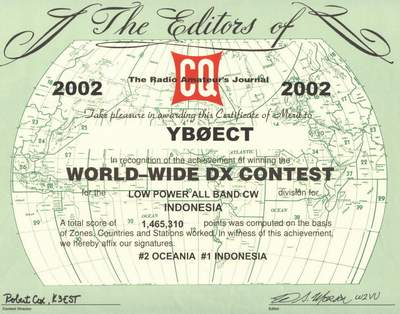 The Editors of
CQ
The Radio Amateur's Journal
2002 2002
Take pleasure in awarding this Certificate of Merit to
YBØECT
In recognition of the achievement of winning the
WORLD-WIDE DX CONTEST
for the LOW POWER ALL BAND CW division for
INDONESIA
A total score of 1,465,310 points was computed on the basis
of Zones, Countries and Stations worked. In witness of this achievement,
we hereby affix our signatures.
#2 OCEANIA #1 INDONESIA
Robert Cox, K3EST
Contest Director Editor